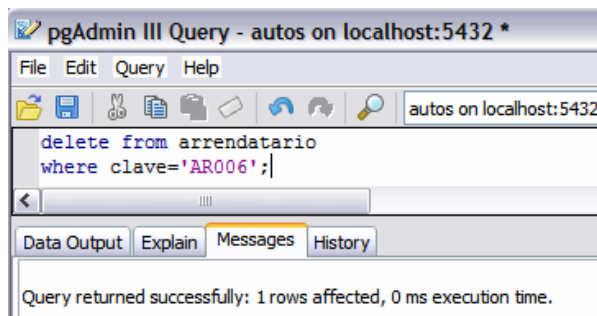 pgAdmin III Query - autos on localhost:5432 *
File Edit Query Help
autos on localhost:5432
delete from arrendatario
where clave='AR006';
Data Output Explain Messages History
Query returned successfully: 1 rows affected, 0 ms execution time.